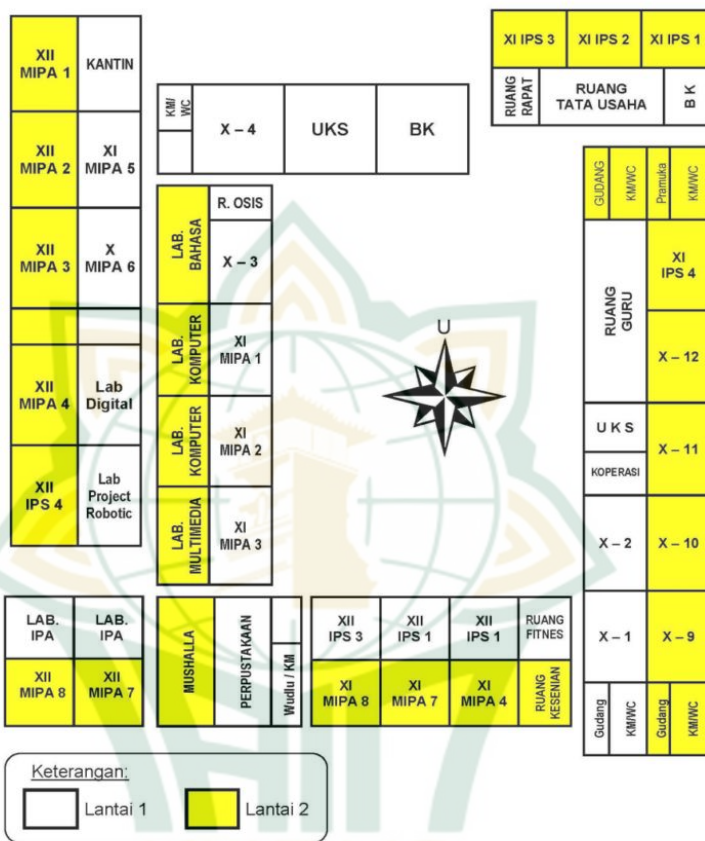 XII
MIPA 1
KANTIN
XII
MIPA 2
XI
MIPA 5
XII
MIPA 3
X
MIPA 6
XII
MIPA 4
Lab
Digital
XII
IPS 4
Lab
Project
Robotic
KM/
WC
X – 4
UKS
BK
XI IPS 3
XI IPS 2
XI IPS 1
RUANG
RAPAT
RUANG
TATA USAHA
B K
LAB.
BAHASA
R. OSIS
X – 3
LAB.
KOMPUTER
XI
MIPA 1
LAB.
KOMPUTER
XI
MIPA 2
LAB.
MULTIMEDIA
XI
MIPA 3
U
GUDANG
KM/WC
Pramuka
KM/WC
RUANG
GURU
XI
IPS 4
X – 12
U K S
KOPERASI
X – 11
X – 2
X – 10
X – 1
X – 9
Gudang
KM/WC
Gudang
KM/WC
LAB.
IPA
LAB.
IPA
XII
MIPA 8
XII
MIPA 7
MUSHALLA
PERPUSTAKAAN
Wudlu / KM
XII
IPS 3
XII
IPS 1
XII
IPS 1
RUANG
FITNES
XI
MIPA 8
XI
MIPA 7
XI
MIPA 4
RUANG
KESENIAN
Keterangan:
Lantai 1
Lantai 2